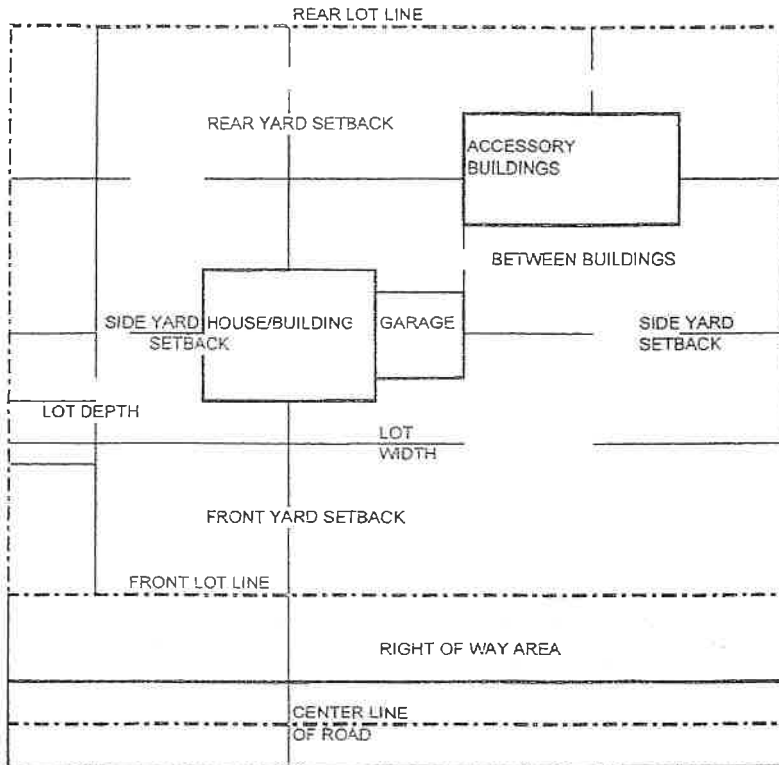 REAR LOT LINE
REAR YARD SETBACK
ACCESSORY
BUILDINGS
BETWEEN BUILDINGS
SIDE YARD
SETBACK
HOUSE/BUILDING
GARAGE
SIDE YARD
SETBACK
LOT DEPTH
LOT
WIDTH
FRONT YARD SETBACK
FRONT LOT LINE
RIGHT OF WAY AREA
CENTER LINE
OF ROAD